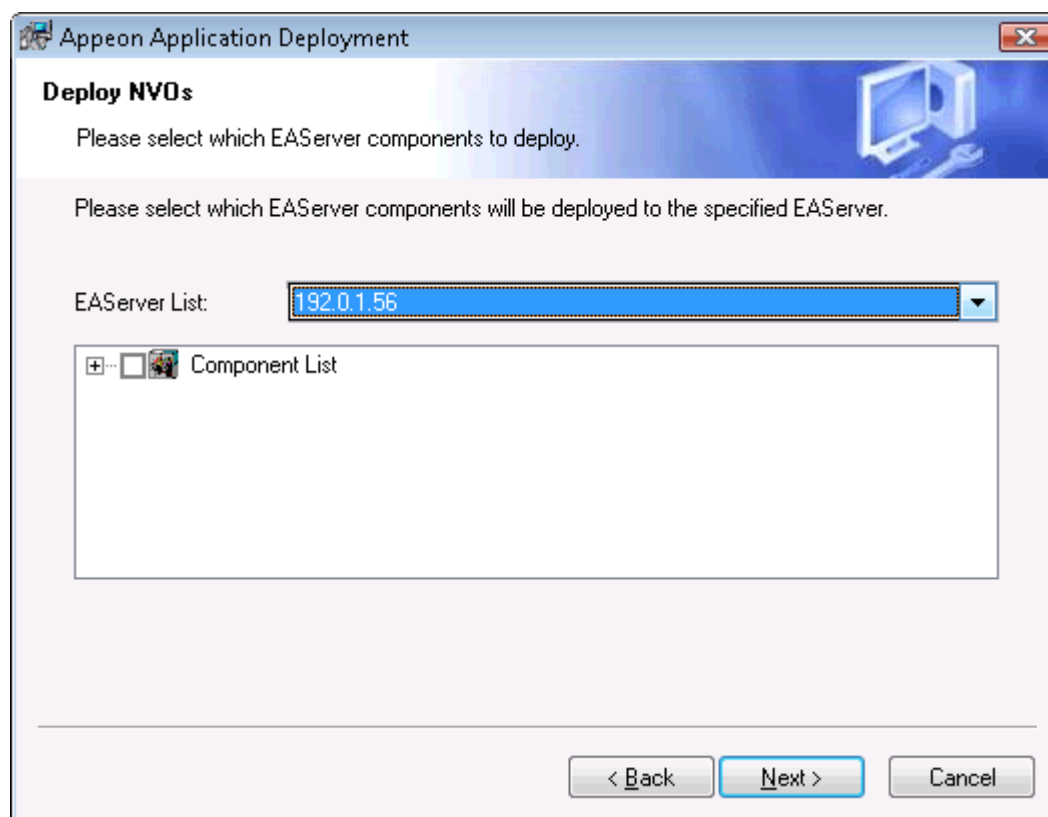 Appeon Application Deployment
Deploy NVOs
Please select which EAServer components to deploy.
Please select which EAServer components will be deployed to the specified EAServer.
EAServer List: 192.0.1.56
Component List
< Back Next > Cancel